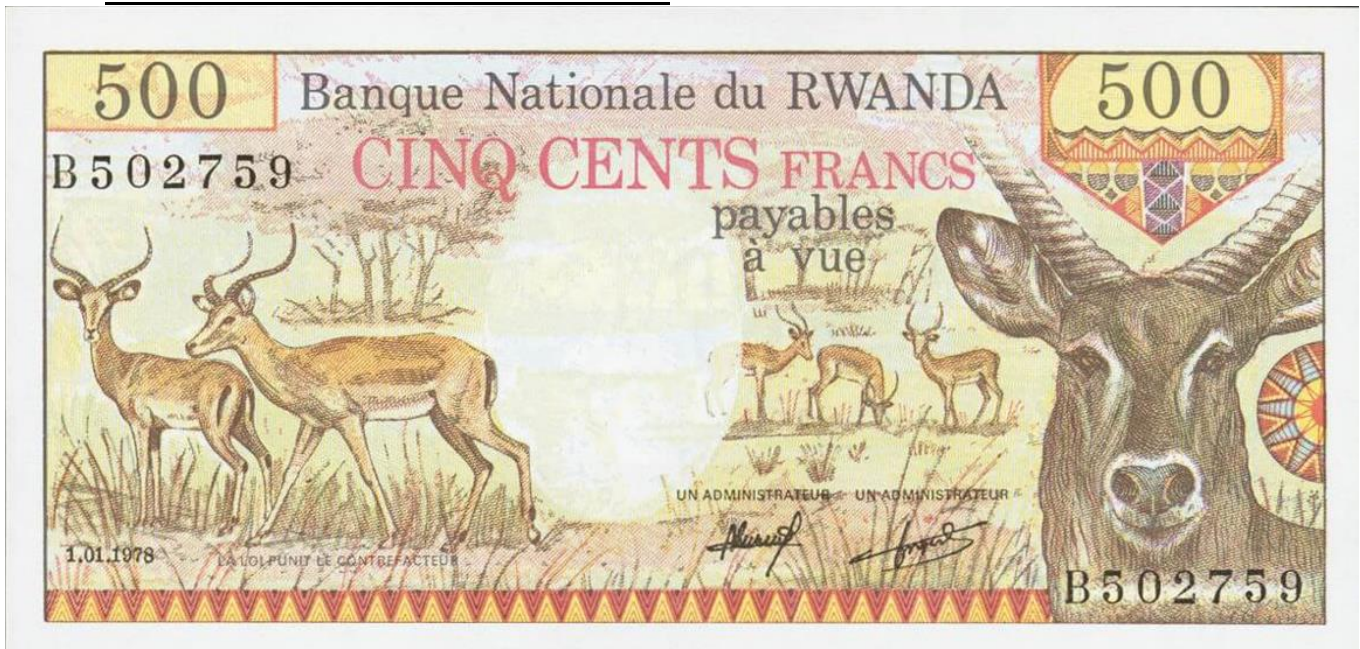 500 Banque Nationale du RWANDA 500
B502759 CINQ CENTS FRANCS
payables
à vue
UN ADMINISTRATEUR UN ADMINISTRATEUR
1.01.1978 LA LOI PUNIT LE CONTREFACTEUR
B502759